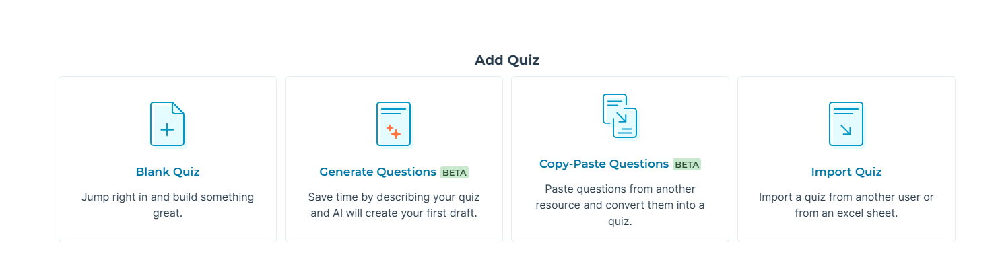 Add Quiz
Blank Quiz
Jump right in and build something
great.
Generate Questions BETA
Save time by describing your quiz
and AI will create your first draft.
Copy-Paste Questions BETA
Paste questions from another
resource and convert them into a
quiz.
Import Quiz
Import a quiz from another user or
from an excel sheet.